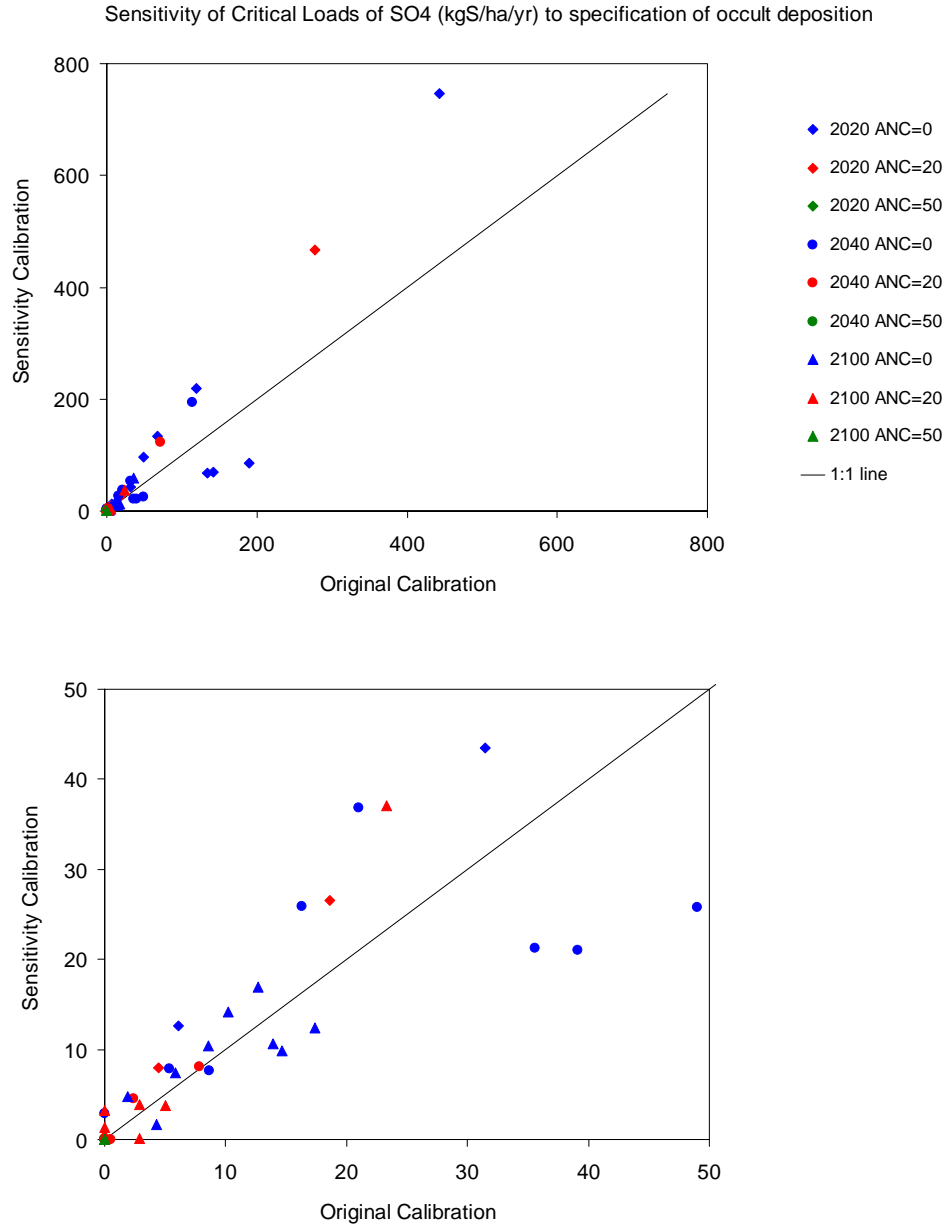 Sensitivity of Critical Loads of SO4 (kgS/ha/yr) to specification of occult deposition
800
600
400
200
0
0 200 400 600 800
Sensitivity Calibration
Original Calibration
2020 ANC=0
2020 ANC=20
2020 ANC=50
2040 ANC=0
2040 ANC=20
2040 ANC=50
2100 ANC=0
2100 ANC=20
2100 ANC=50
1:1 line
50
40
30
20
10
0
0 10 20 30 40 50
Sensitivity Calibration
Original Calibration